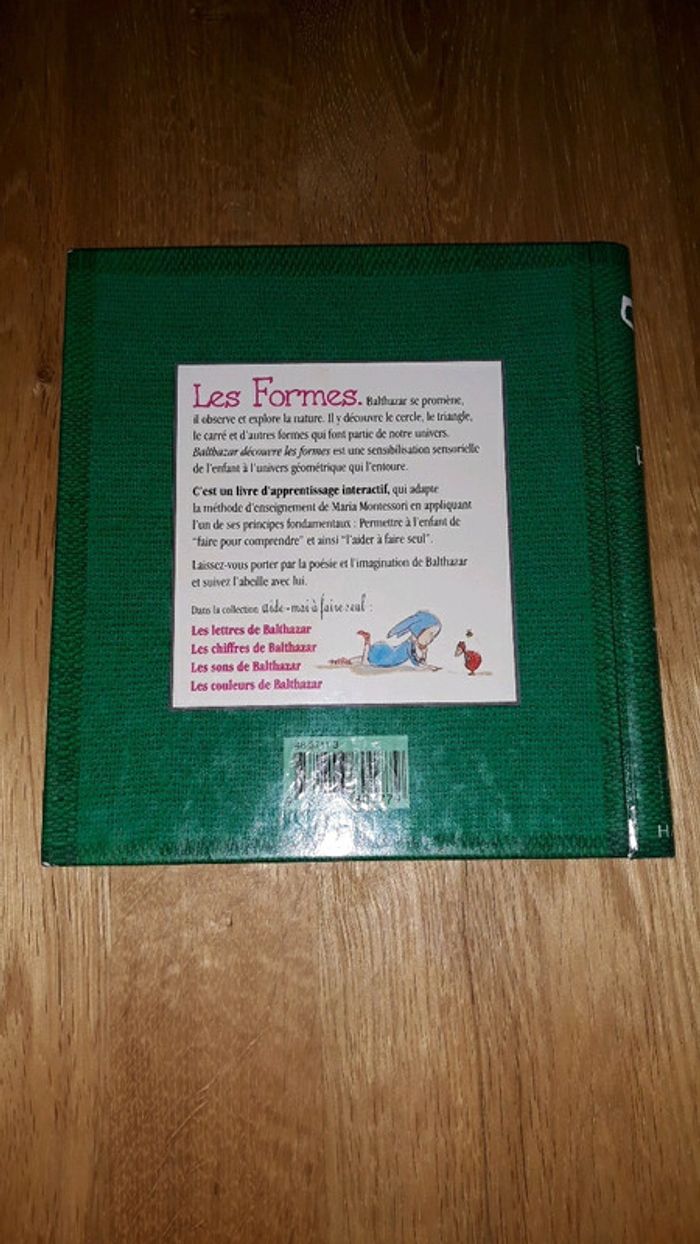 Les Formes. Balthazar se promène,
il observe et explore la nature. Il y découvre le cercle, le triangle,
le carré et d'autres formes qui font partie de notre univers.
Balthazar découvre les formes est une sensibilisation sensorielle
de l'enfant à l'univers géométrique qui l'entoure.
C'est un livre d'apprentissage interactif, qui adapte
la méthode d'enseignement de Maria Montessori en appliquant
l'un de ses principes fondamentaux : Permettre à l'enfant de
"faire pour comprendre" et ainsi "l'aider à faire seul".
Laissez-vous porter par la poésie et l'imagination de Balthazar
et suivez l'abeille avec lui.
Dans la collection aide-moi à faire seul :
Les lettres de Balthazar
Les chiffres de Balthazar
Les sons de Balthazar
Les couleurs de Balthazar
H